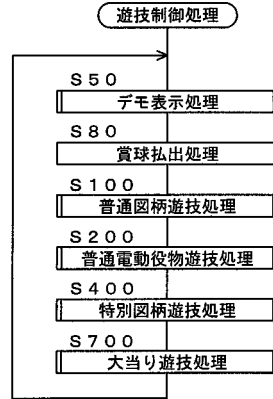 遊技制御処理
S50
デモ表示処理
S80
賞球払出処理
S100
普通図柄遊技処理
S200
普通電動役物遊技処理
S400
特別図柄遊技処理
S700
大当り遊技処理